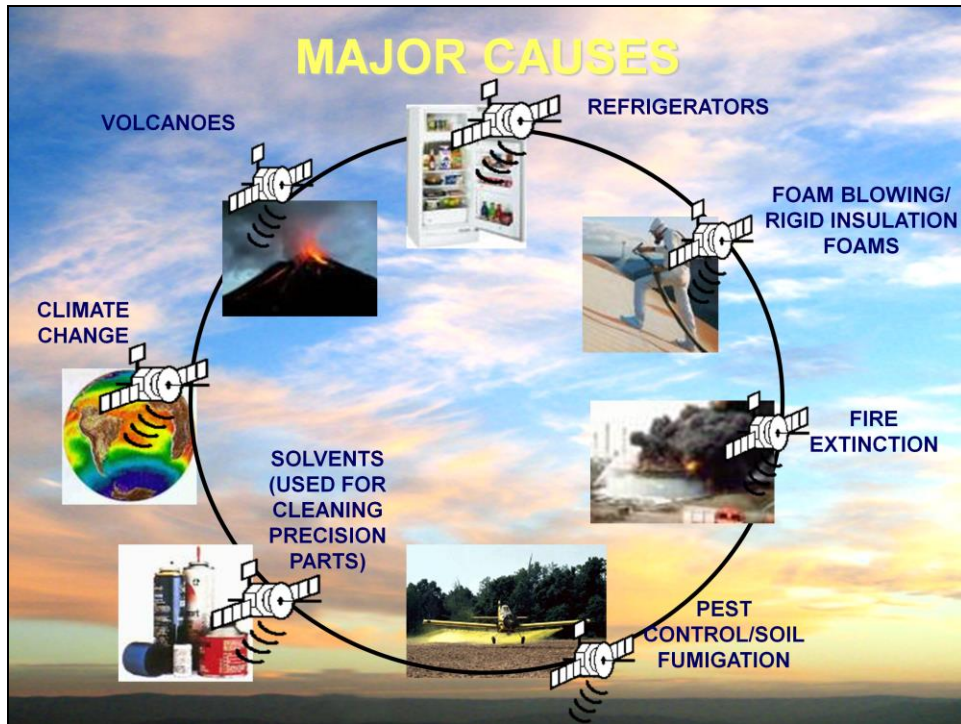 MAJOR CAUSES
VOLCANOES
REFRIGERATORS
FOAM BLOWING/
RIGID INSULATION
FOAMS
CLIMATE
CHANGE
FIRE
EXTINCTION
SOLVENTS
(USED FOR
CLEANING
PRECISION
PARTS)
PEST
CONTROL/SOIL
FUMIGATION